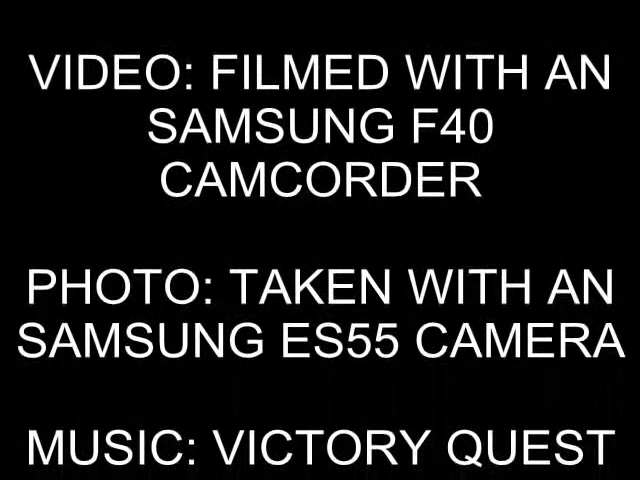 VIDEO: FILMED WITH AN
SAMSUNG F40
CAMCORDER
PHOTO: TAKEN WITH AN
SAMSUNG ES55 CAMERA
MUSIC: VICTORY QUEST